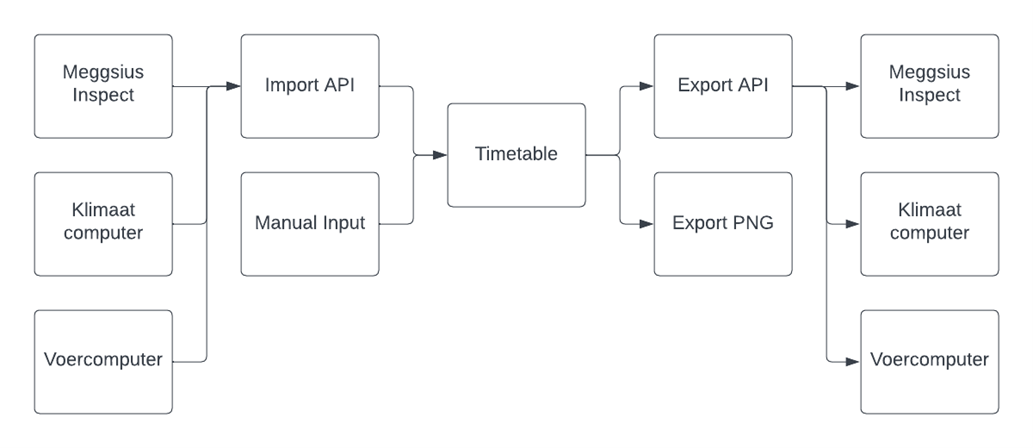 Meggsius
Inspect
Import API
Timetable
Export API
Meggsius
Inspect
Klimaat
computer
Manual Input
Export PNG
Klimaat
computer
Voercomputer
Voercomputer